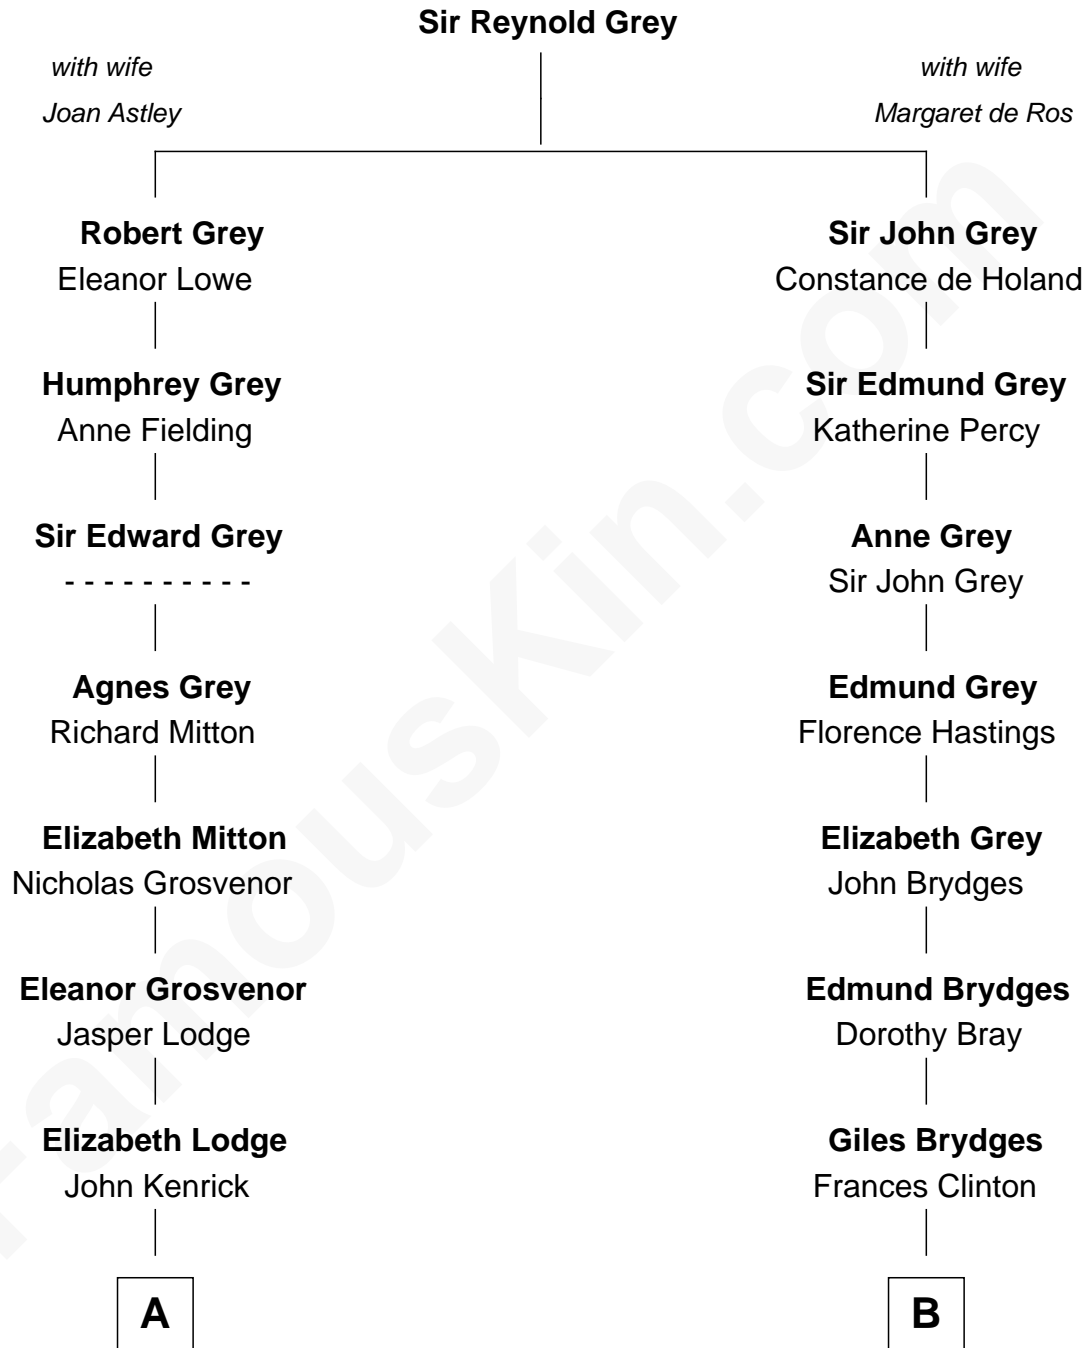 Sir Reynold Grey
with wife
Joan Astley
with wife
Margaret de Ros
Robert Grey
Eleanor Lowe
Sir John Grey
Constance de Holand
Humphrey Grey
Anne Fielding
Sir Edmund Grey
Katherine Percy
Sir Edward Grey
- - - - - - - - - -
Anne Grey
Sir John Grey
Agnes Grey
Richard Mitton
Edmund Grey
Florence Hastings
Elizabeth Mitton
Nicholas Grosvenor
Elizabeth Grey
John Brydges
Eleanor Grosvenor
Jasper Lodge
Edmund Brydges
Dorothy Bray
Elizabeth Lodge
John Kenrick
Giles Brydges
Frances Clinton
A
B
FamousKin.com